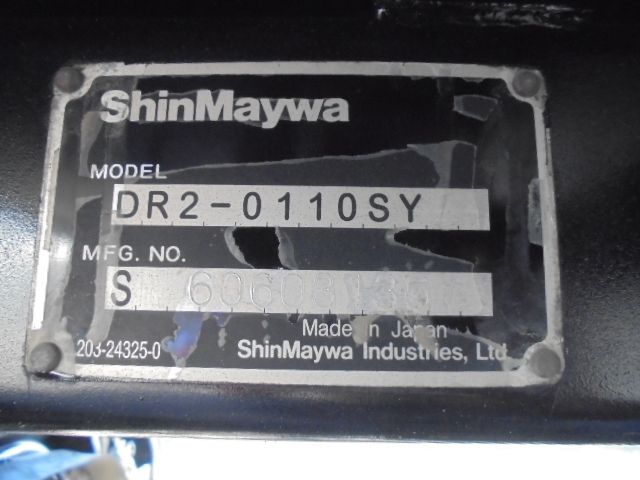 ShinMaywa
MODEL
DR2-0110SY
MFG. NO.
S
Made in Japan
203-24325-0
ShinMaywa Industries, Ltd.